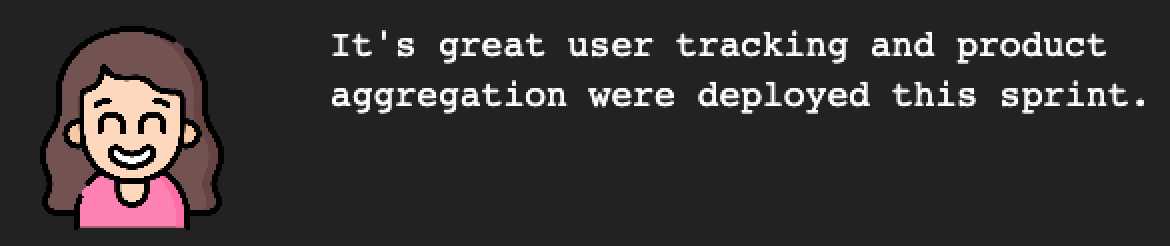 It's great user tracking and product
aggregation were deployed this sprint.